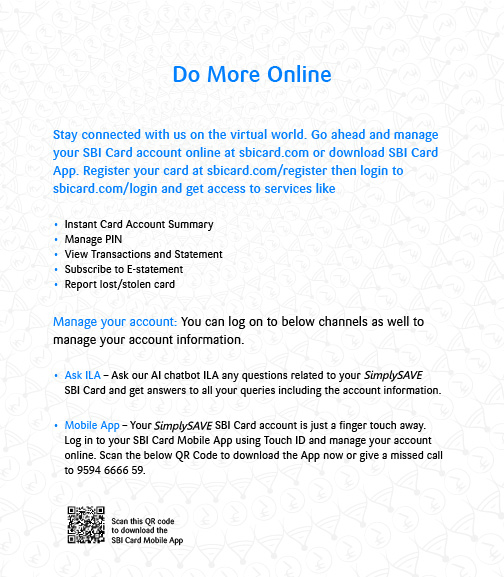 Do More Online
Stay connected with us on the virtual world. Go ahead and manage
your SBI Card account online at sbicard.com or download SBI Card
App. Register your card at sbicard.com/register then login to
sbicard.com/login and get access to services like
• Instant Card Account Summary
• Manage PIN
• View Transactions and Statement
• Subscribe to E-statement
• Report lost/stolen card
Manage your account: You can log on to below channels as well to
manage your account information.
• Ask ILA – Ask our AI chatbot ILA any questions related to your SimplySAVE
SBI Card and get answers to all your queries including the account information.
• Mobile App – Your SimplySAVE SBI Card account is just a finger touch away.
Log in to your SBI Card Mobile App using Touch ID and manage your account
online. Scan the below QR Code to download the App now or give a missed call
to 9594 6666 59.
Scan this QR code
to download the
SBI Card Mobile App